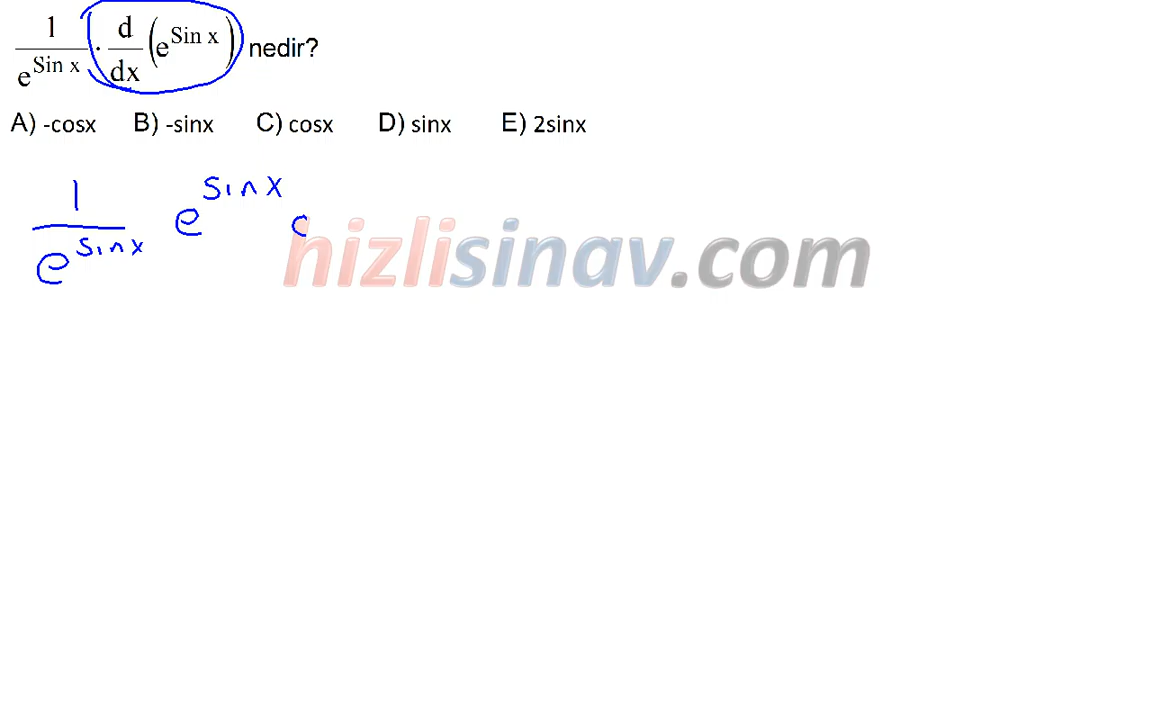 1/e^Sin x · d/dx (e^Sin x) nedir?
A) -cosx B) -sinx C) cosx D) sinx E) 2sinx
1/e^sinx e^sinx c
hizlisinav.com